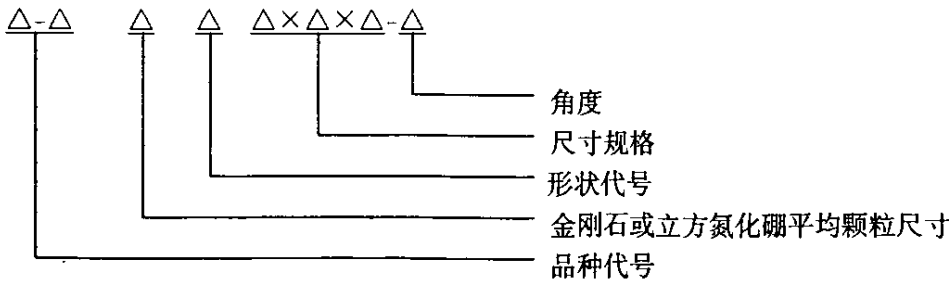 △-△ △ △ △×△×△-△
角度
尺寸规格
形状代号
金刚石或立方氮化硼平均颗粒尺寸
品种代号